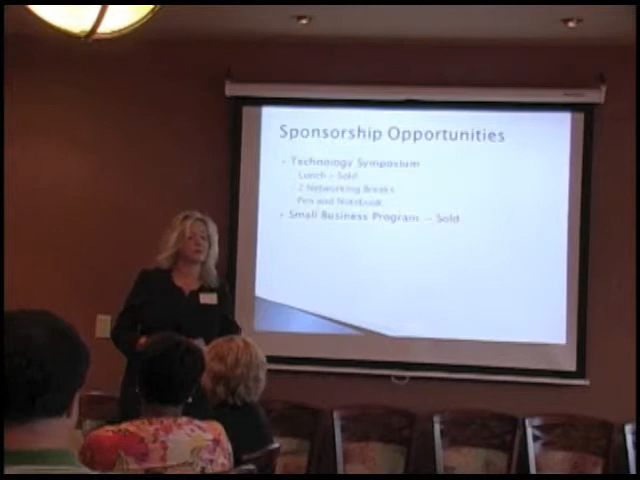 Sponsorship Opportunities
Technology Symposium
Lunch – Sold
2 Networking Breaks
Pen and Notebook
Small Business Program – Sold